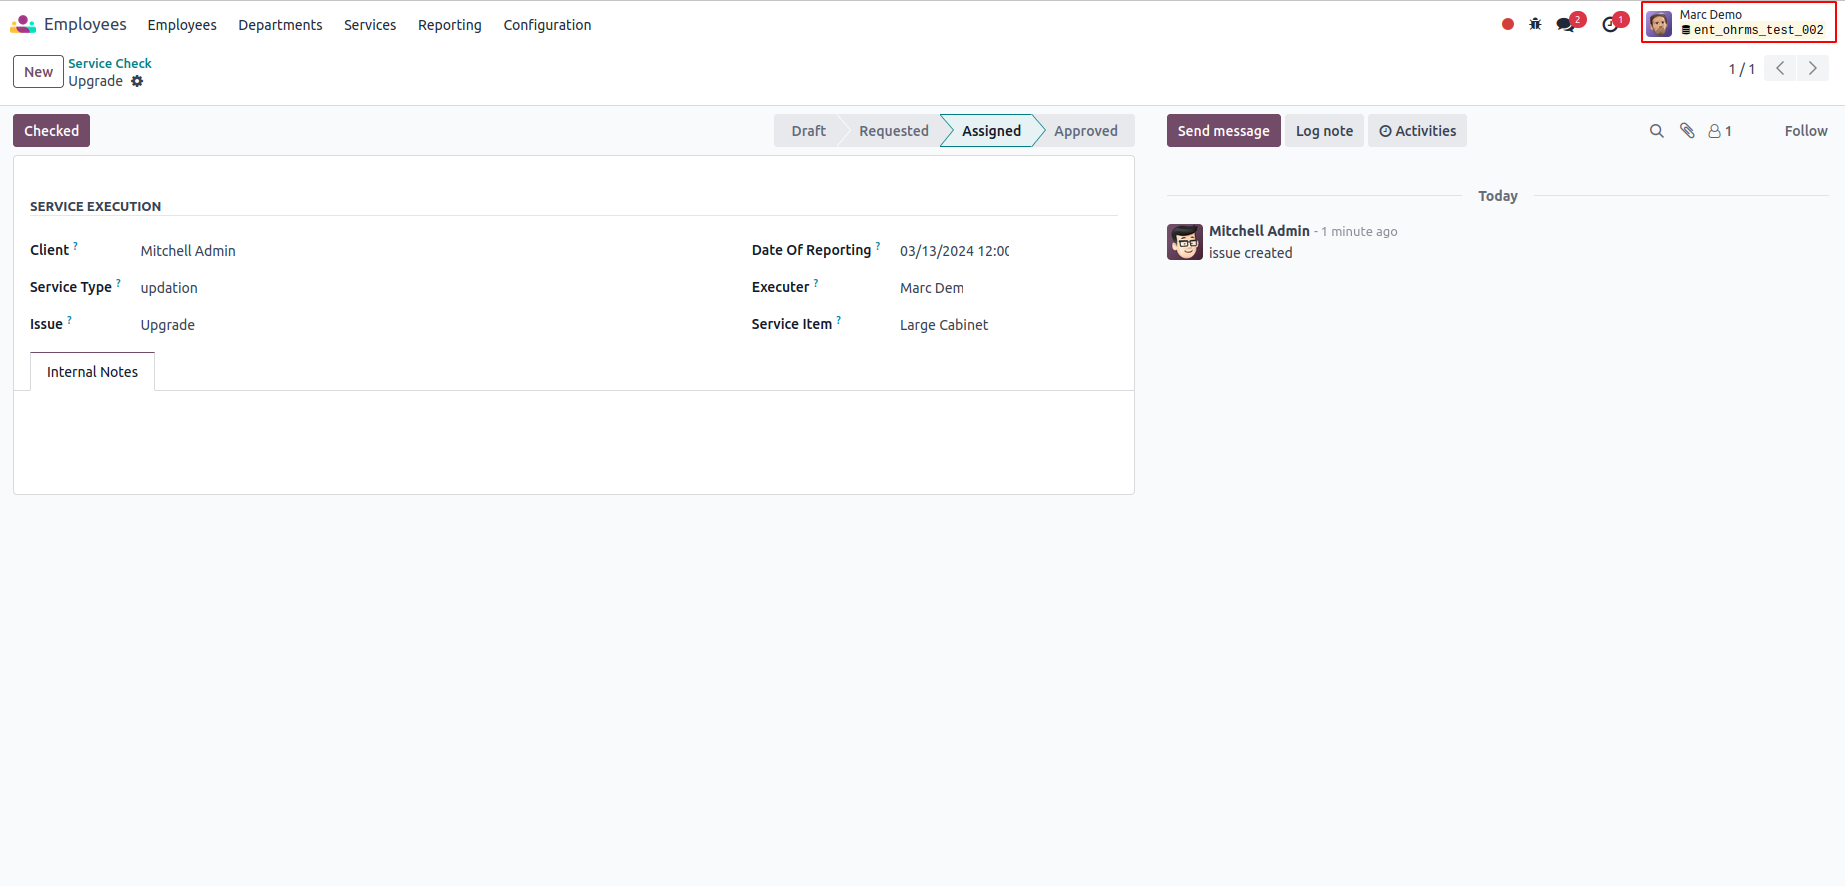 Employees Employees Departments Services Reporting Configuration 2 1 Marc Demo
ent_ohrms_test_002
New Service Check
Upgrade
1 / 1
Checked Draft Requested Assigned Approved Send message Log note Activities 1 Follow
Today
SERVICE EXECUTION
Mitchell Admin - 1 minute ago
issue created
Client ? Mitchell Admin Date Of Reporting ? 03/13/2024 12:00
Service Type ? updation Executer ? Marc Dem
Issue ? Upgrade Service Item ? Large Cabinet
Internal Notes